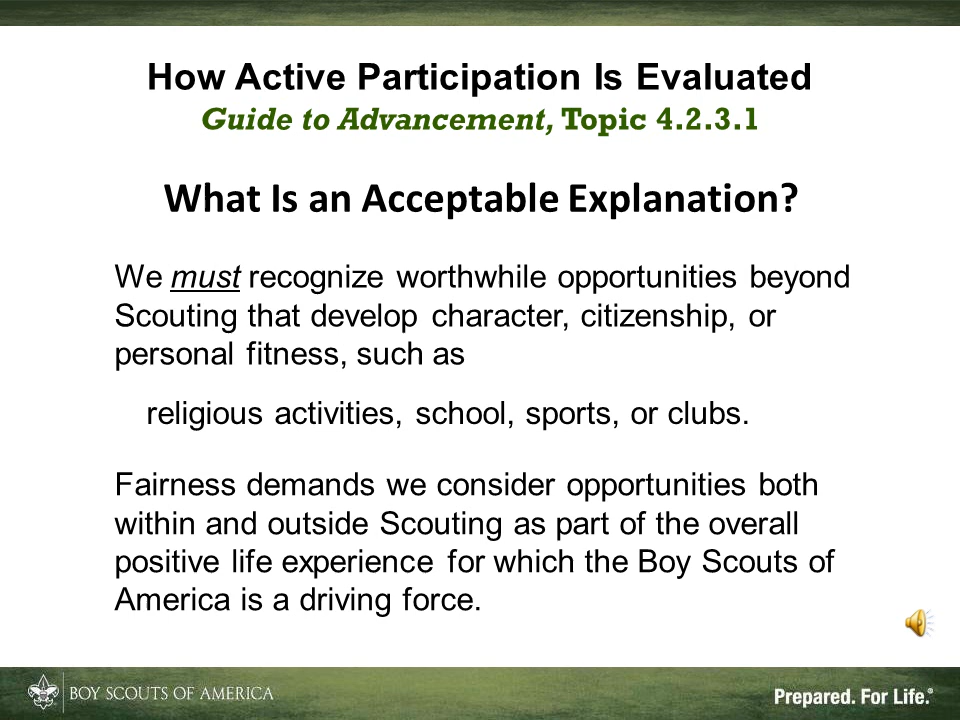 How Active Participation Is Evaluated
Guide to Advancement, Topic 4.2.3.1
What Is an Acceptable Explanation?
We must recognize worthwhile opportunities beyond
Scouting that develop character, citizenship, or
personal fitness, such as
religious activities, school, sports, or clubs.
Fairness demands we consider opportunities both
within and outside Scouting as part of the overall
positive life experience for which the Boy Scouts of
America is a driving force.
BOY SCOUTS OF AMERICA
Prepared. For Life.®